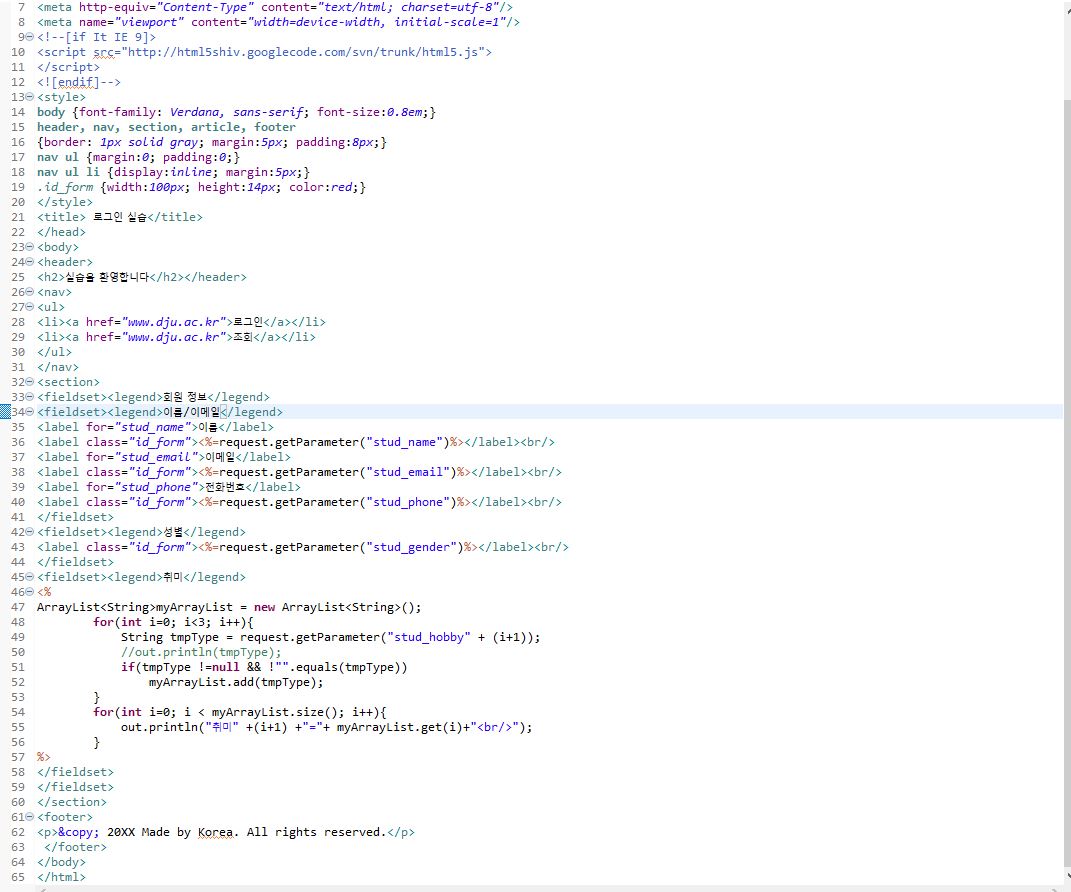 7 <meta http-equiv="Content-Type" content="text/html; charset=utf-8"/>
8 <meta name="viewport" content="width=device-width, initial-scale=1"/>
9 <!--[if It IE 9]>
10 <script src="http://html5shiv.googlecode.com/svn/trunk/html5.js">
11 </script>
12 <![endif]-->
13 <style>
14 body {font-family: Verdana, sans-serif; font-size:0.8em;}
15 header, nav, section, article, footer
16 {border: 1px solid gray; margin:5px; padding:8px;}
17 nav ul {margin:0; padding:0;}
18 nav ul li {display:inline; margin:5px;}
19 .id_form {width:100px; height:14px; color:red;}
20 </style>
21 <title> 로그인 실습</title>
22 </head>
23 <body>
24 <header>
25 <h2>실습을 환영합니다</h2></header>
26 <nav>
27 <ul>
28 <li><a href="www.dju.ac.kr">로그인</a></li>
29 <li><a href="www.dju.ac.kr">조회</a></li>
30 </ul>
31 </nav>
32 <section>
33 <fieldset><legend>회원 정보</legend>
34 <fieldset><legend>이름/이메일</legend>
35 <label for="stud_name">이름</label>
36 <label class="id_form"><%=request.getParameter("stud_name")%></label><br/>
37 <label for="stud_email">이메일</label>
38 <label class="id_form"><%=request.getParameter("stud_email")%></label><br/>
39 <label for="stud_phone">전화번호</label>
40 <label class="id_form"><%=request.getParameter("stud_phone")%></label><br/>
41 </fieldset>
42 <fieldset><legend>성별</legend>
43 <label class="id_form"><%=request.getParameter("stud_gender")%></label><br/>
44 </fieldset>
45 <fieldset><legend>취미</legend>
46 <%
47 ArrayList<String>myArrayList = new ArrayList<String>();
48 for(int i=0; i<3; i++){
49 String tmpType = request.getParameter("stud_hobby" + (i+1));
50 //out.println(tmpType);
51 if(tmpType !=null && !"".equals(tmpType))
52 myArrayList.add(tmpType);
53 }
54 for(int i=0; i < myArrayList.size(); i++){
55 out.println("취미" +(i+1) +"="+ myArrayList.get(i)+"<br/>");
56 }
57 %>
58 </fieldset>
59 </fieldset>
60 </section>
61 <footer>
62 <p>&copy; 20XX Made by Korea. All rights reserved.</p>
63 </footer>
64 </body>
65 </html>